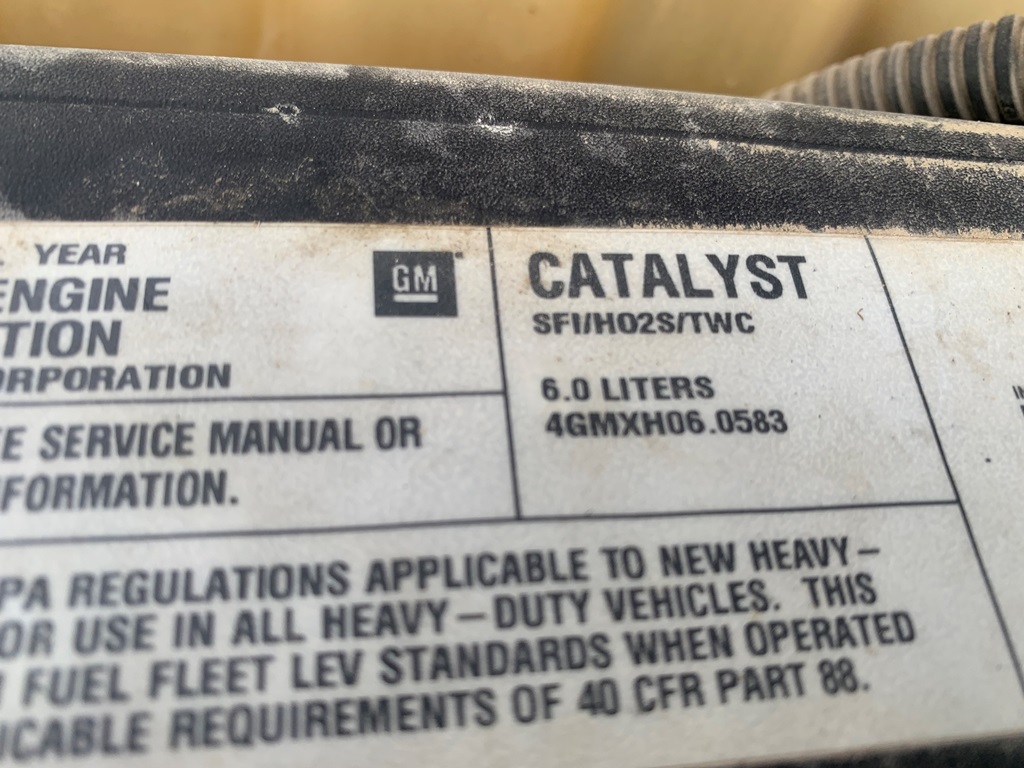 YEAR
ENGINE
TION
ORPORATION
GM
E SERVICE MANUAL OR
FORMATION.
CATALYST
SFI/HO2S/TWC
6.0 LITERS
4GMXH06.0583
PA REGULATIONS APPLICABLE TO NEW HEAVY–
OR USE IN ALL HEAVY–DUTY VEHICLES. THIS
FUEL FLEET LEV STANDARDS WHEN OPERATED
ICABLE REQUIREMENTS OF 40 CFR PART 88.